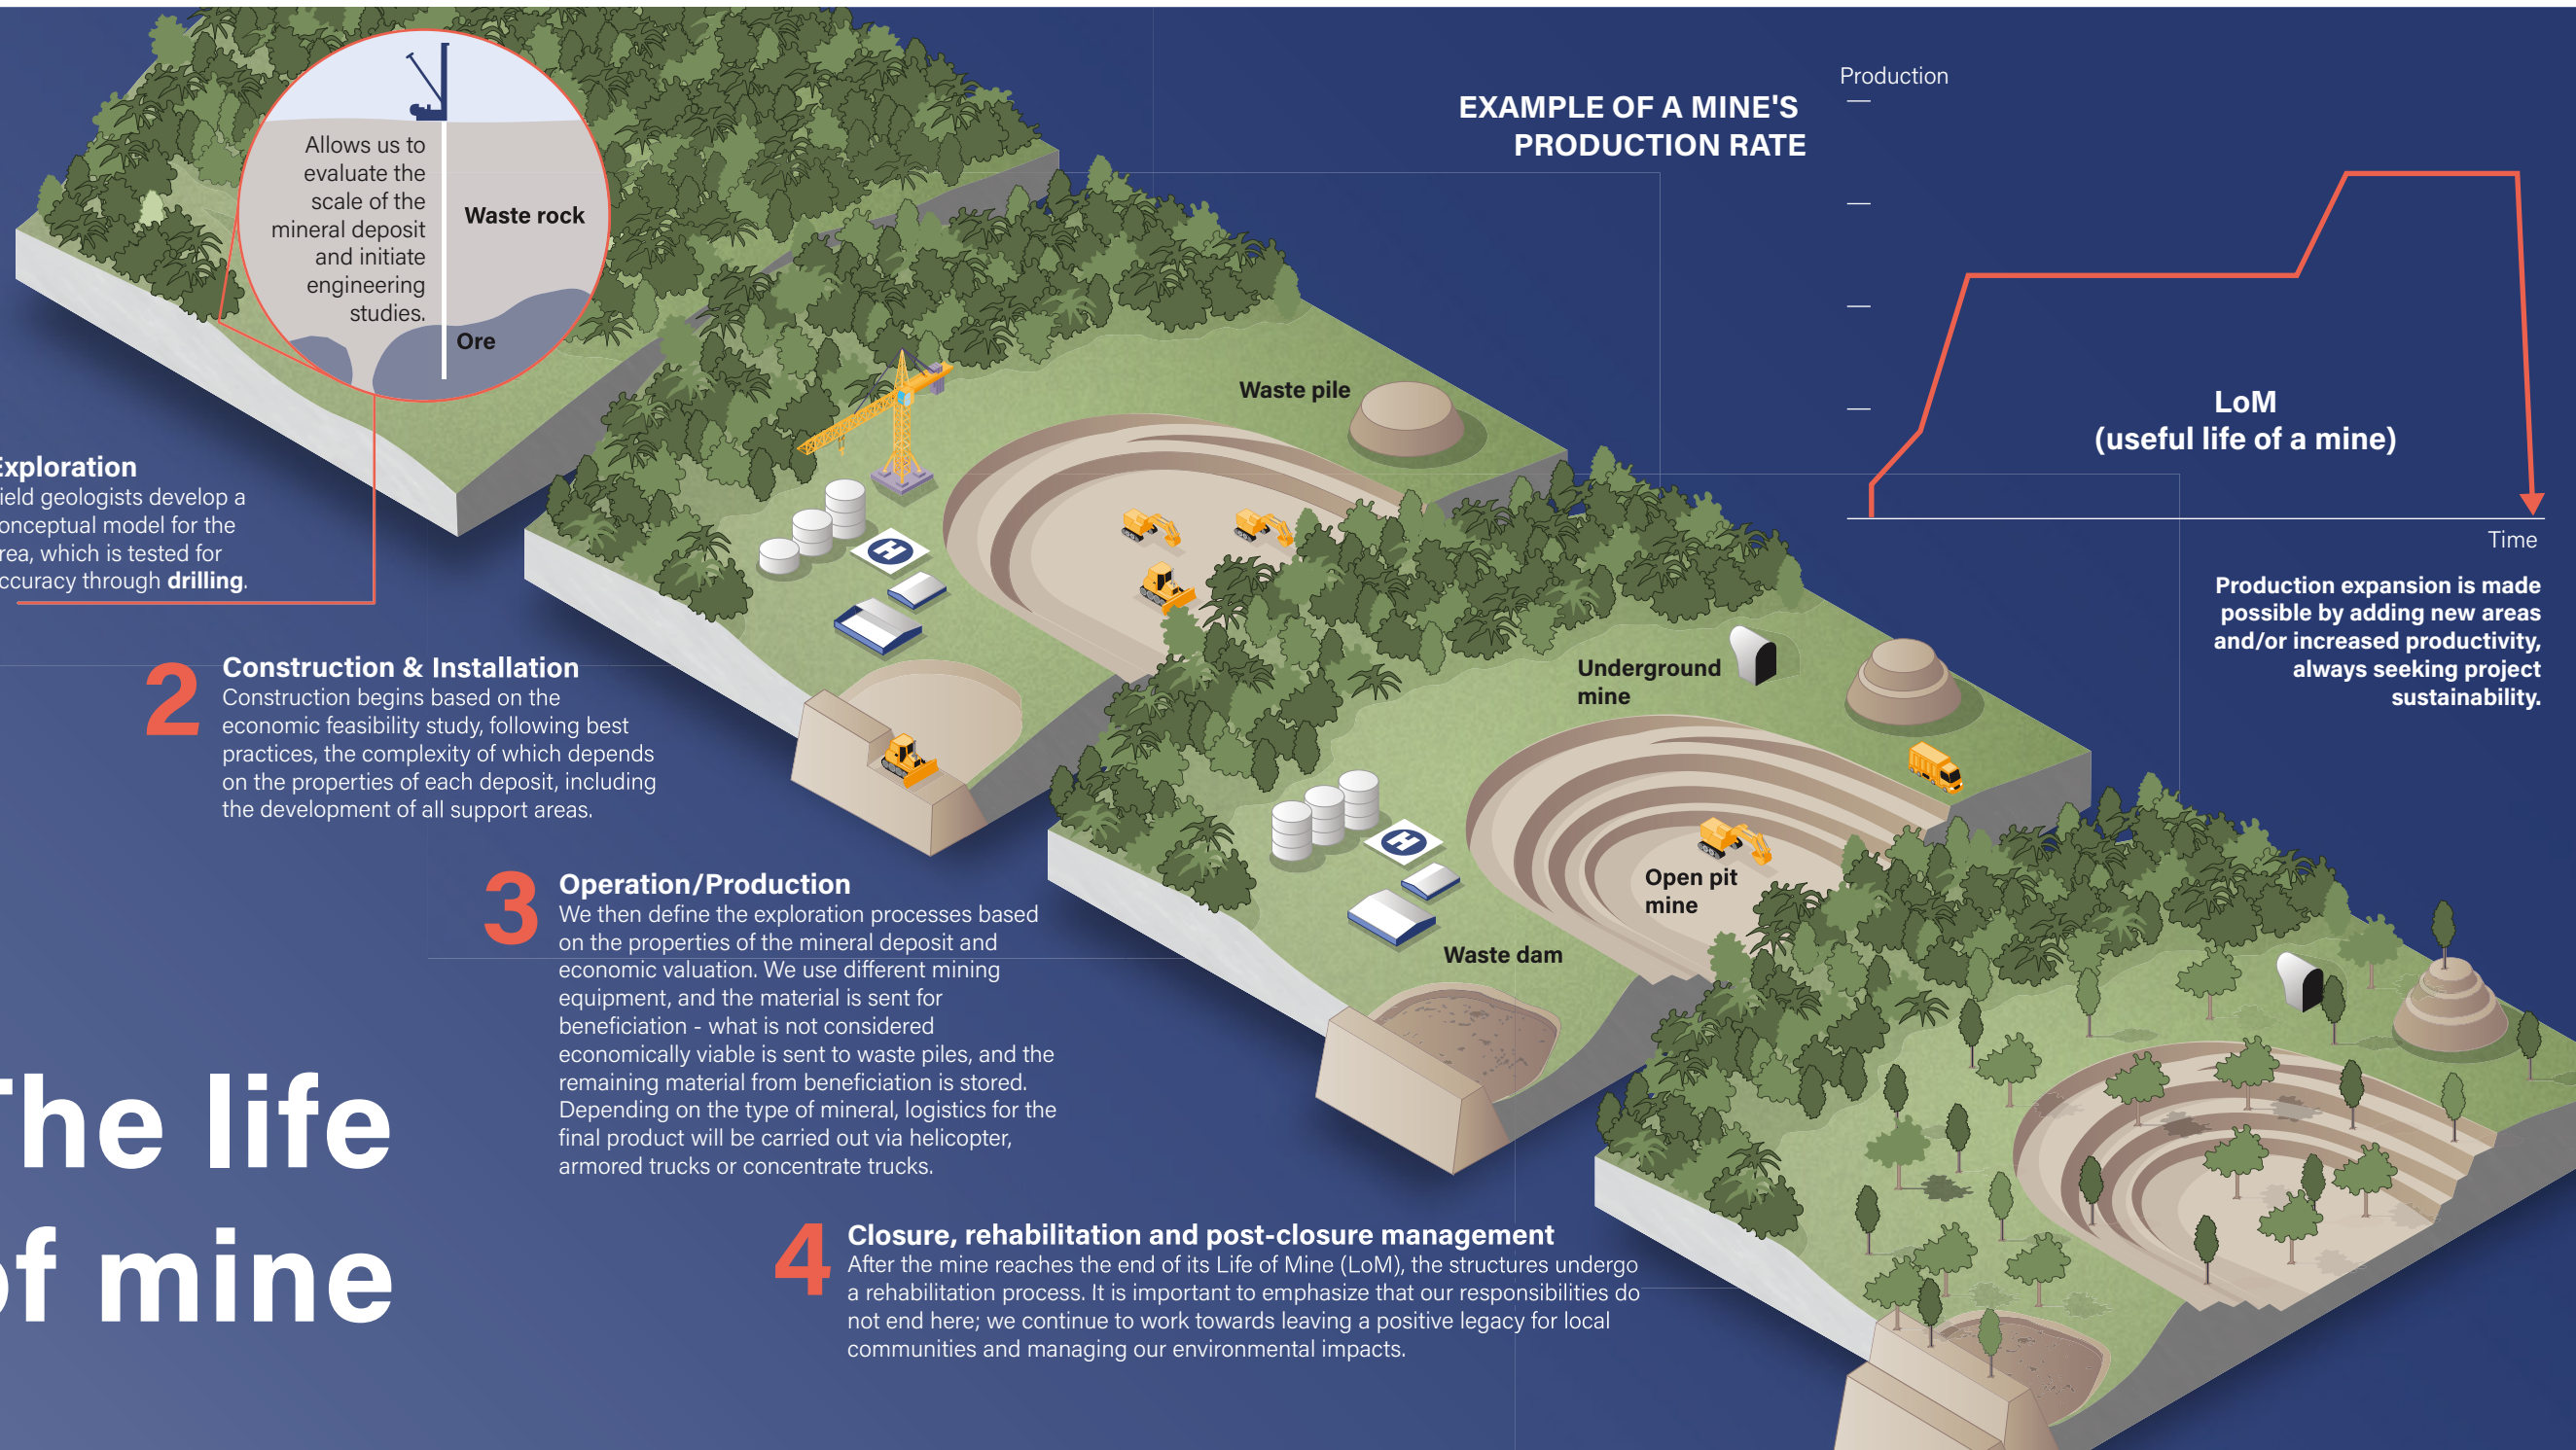 Allows us to
evaluate the
scale of the
mineral deposit
and initiate
engineering
studies.
Waste rock
Ore
Exploration
ield geologists develop a
onceptual model for the
rea, which is tested for
ccuracy through drilling.
2
Construction & Installation
Construction begins based on the
economic feasibility study, following best
practices, the complexity of which depends
on the properties of each deposit, including
the development of all support areas.
3
Operation/Production
We then define the exploration processes based
on the properties of the mineral deposit and
economic valuation. We use different mining
equipment, and the material is sent for
beneficiation - what is not considered
economically viable is sent to waste piles, and the
remaining material from beneficiation is stored.
Depending on the type of mineral, logistics for the
final product will be carried out via helicopter,
armored trucks or concentrate trucks.
4
Closure, rehabilitation and post-closure management
After the mine reaches the end of its Life of Mine (LoM), the structures undergo
a rehabilitation process. It is important to emphasize that our responsibilities do
not end here; we continue to work towards leaving a positive legacy for local
communities and managing our environmental impacts.
The life
of mine
Waste pile
H
Underground
mine
H
Open pit
mine
Waste dam
EXAMPLE OF A MINE'S
PRODUCTION RATE
Production
LoM
(useful life of a mine)
Time
Production expansion is made
possible by adding new areas
and/or increased productivity,
always seeking project
sustainability.